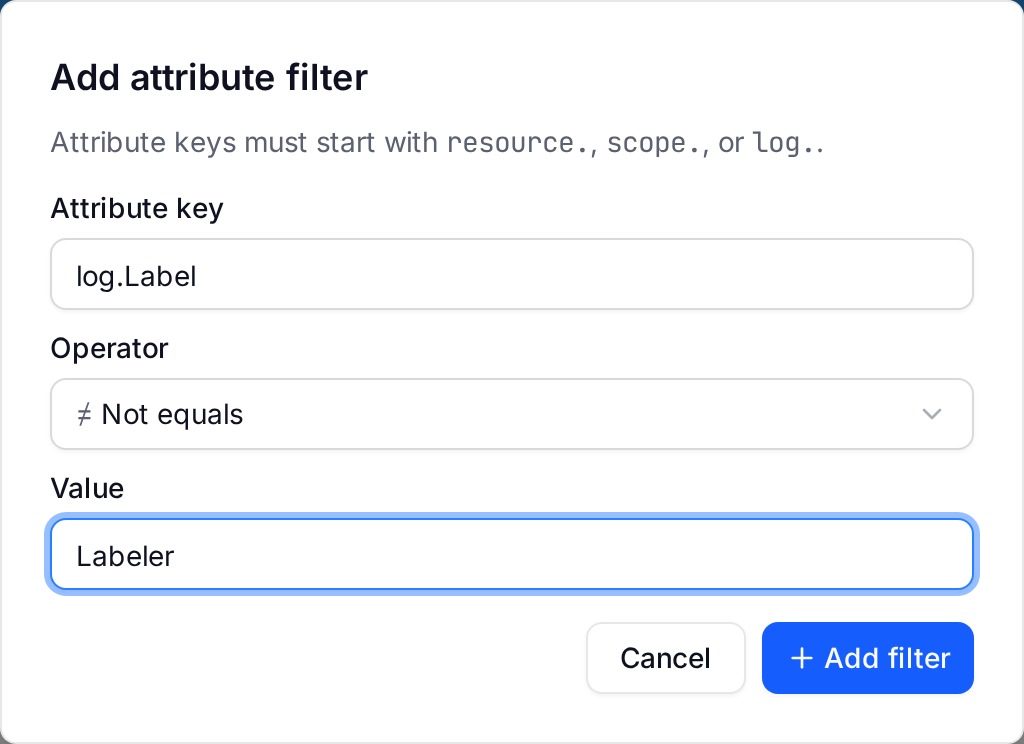 Add attribute filter
Attribute keys must start with resource., scope., or log..
Attribute key
log.Label
Operator
≠ Not equals
Value
Labeler
Cancel
+ Add filter